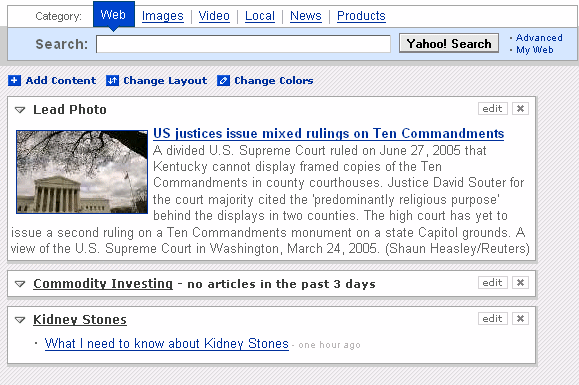 Category: Web Images Video Local News Products
Search: Yahoo! Search
· Advanced
· My Web
Add Content Change Layout Change Colors
Lead Photo edit
US justices issue mixed rulings on Ten Commandments
A divided U.S. Supreme Court ruled on June 27, 2005 that
Kentucky cannot display framed copies of the Ten
Commandments in county courthouses. Justice David Souter for
the court majority cited the 'predominantly religious purpose'
behind the displays in two counties. The high court has yet to
issue a second ruling on a Ten Commandments monument on a state Capitol grounds. A
view of the U.S. Supreme Court in Washington, March 24, 2005. (Shaun Heasley/Reuters)
Commodity Investing - no articles in the past 3 days edit
Kidney Stones edit
· What I need to know about Kidney Stones - one hour ago